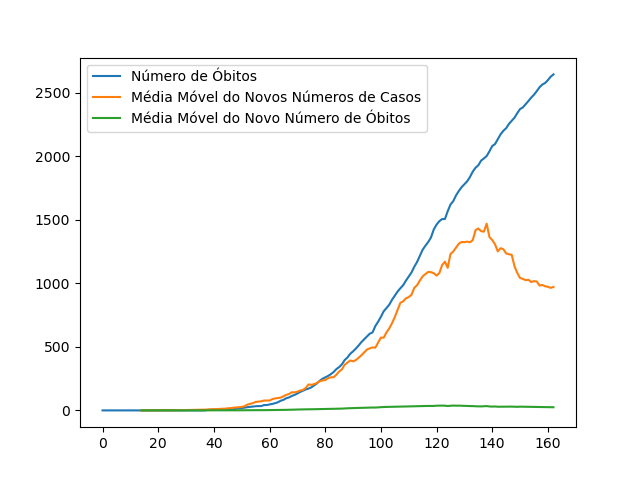 Número de Óbitos
Média Móvel do Novos Números de Casos
Média Móvel do Novo Número de Óbitos
2500
2000
1500
1000
500
0
0 20 40 60 80 100 120 140 160